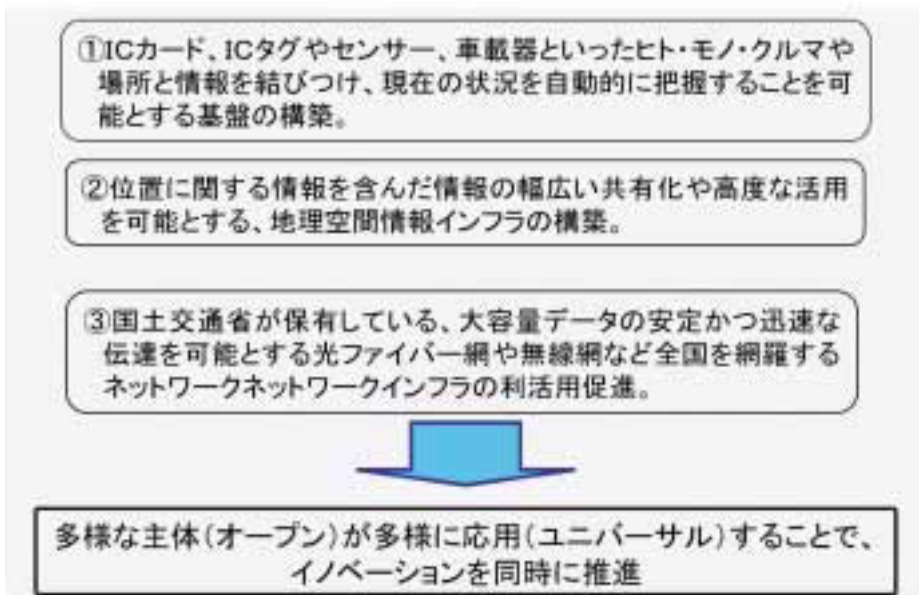 ①ICカード、ICタグやセンサー、車載器といったヒト・モノ・クルマや
場所と情報を結びつけ、現在の状況を自動的に把握することを可
能とする基盤の構築。
②位置に関する情報を含んだ情報の幅広い共有化や高度な活用
を可能とする、地理空間情報インフラの構築。
③国土交通省が保有している、大容量データの安定かつ迅速な
伝達を可能とする光ファイバー網や無線網など全国を網羅する
ネットワークネットワークインフラの利活用促進。
多様な主体(オープン)が多様に応用(ユニバーサル)することで、
イノベーションを同時に推進